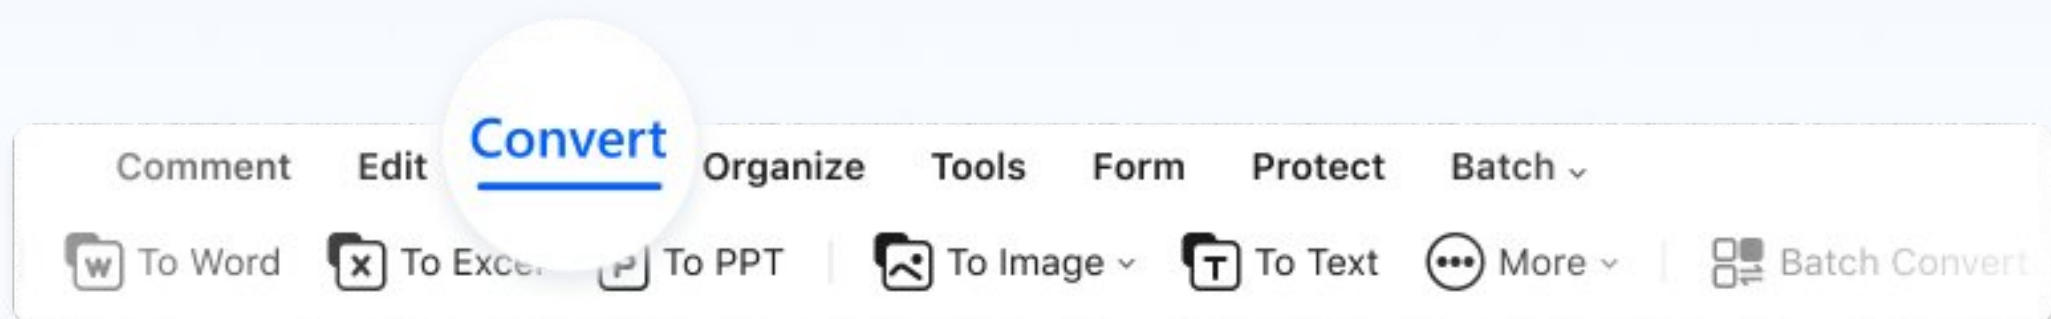 Comment Edit Convert Organize Tools Form Protect Batch
To Word To Excel To PPT To Image To Text More Batch Convert